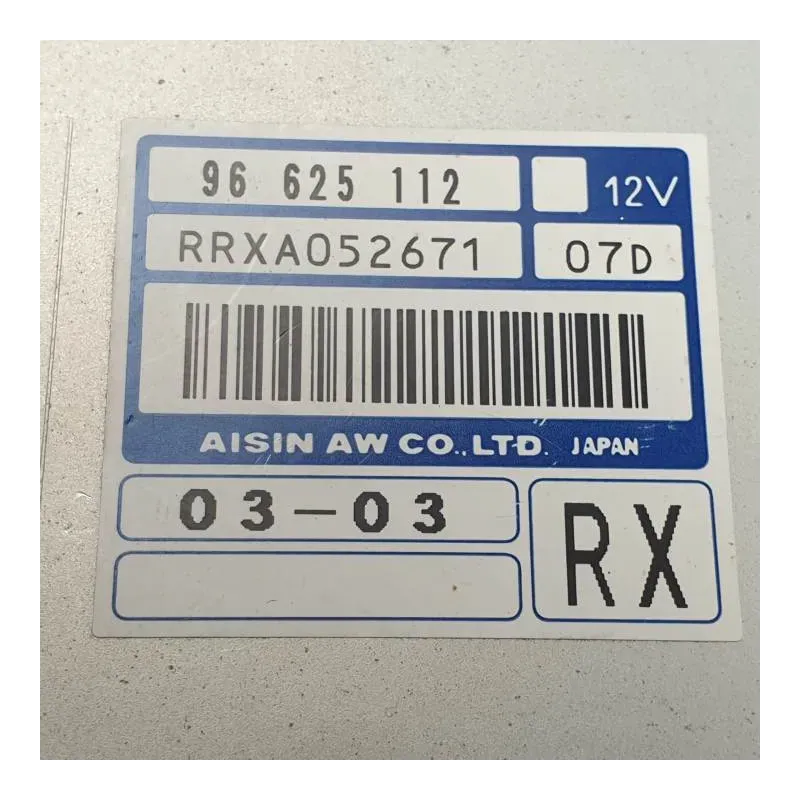 96 625 112 12V
RRXA052671 07D
AISIN AW CO., LTD. JAPAN
03-03
RX